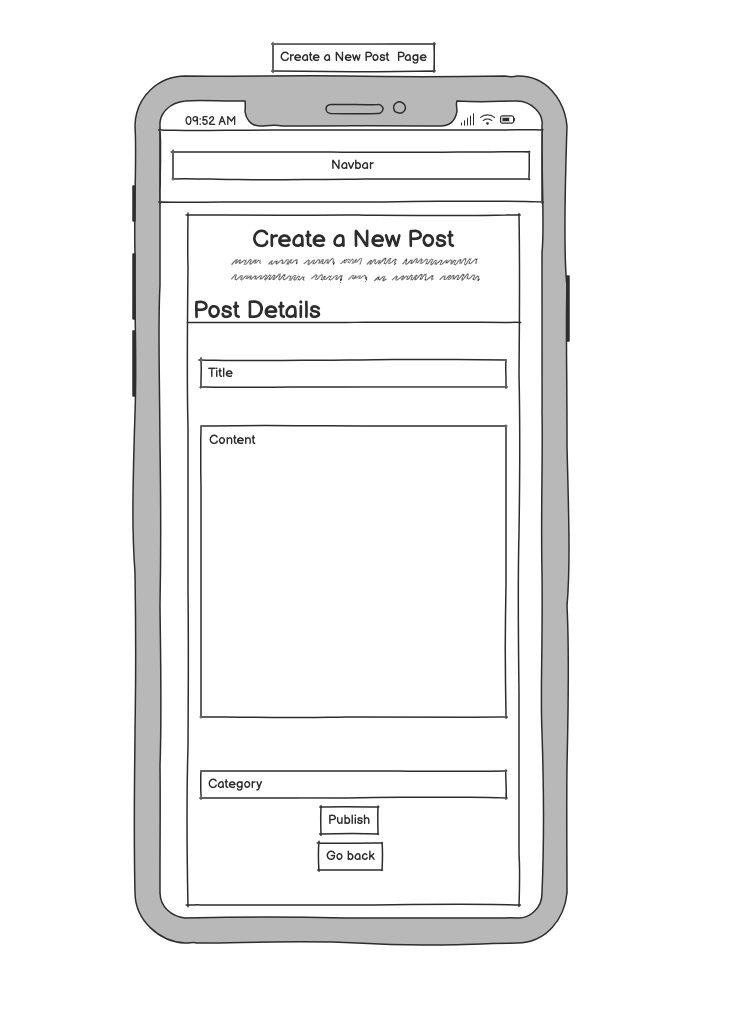 Create a New Post Page
09:52 AM
Navbar
Create a New Post
Post Details
Title
Content
Category
Publish
Go back